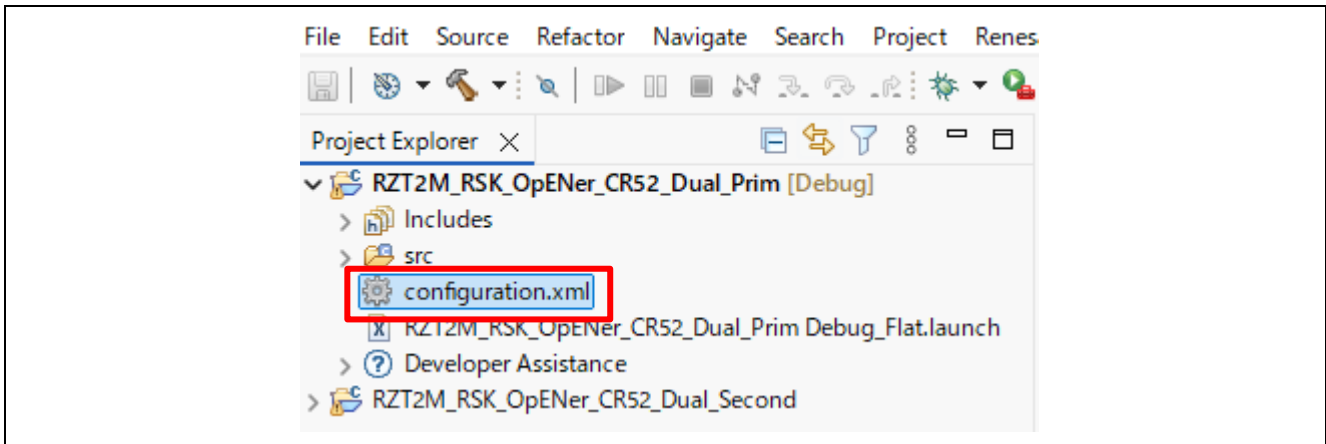 File Edit Source Refactor Navigate Search Project Renes
Project Explorer
RZT2M_RSK_OpENer_CR52_Dual_Prim [Debug]
Includes
src
configuration.xml
RZT2M_RSK_OpENer_CR52_Dual_Prim Debug_Flat.launch
Developer Assistance
RZT2M_RSK_OpENer_CR52_Dual_Second